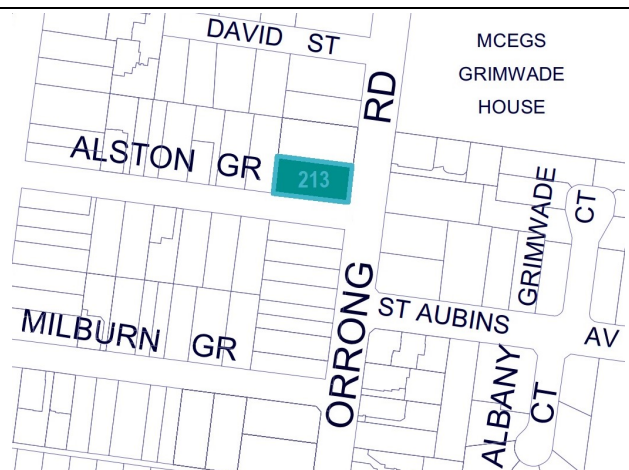 DAVID ST
MCEGS
GRIMWADE
HOUSE
RD
ALSTON GR
213
GRIMWADE
CT
ORRONG
ST AUBINS
AV
MILBURN GR
ALBANY
CT